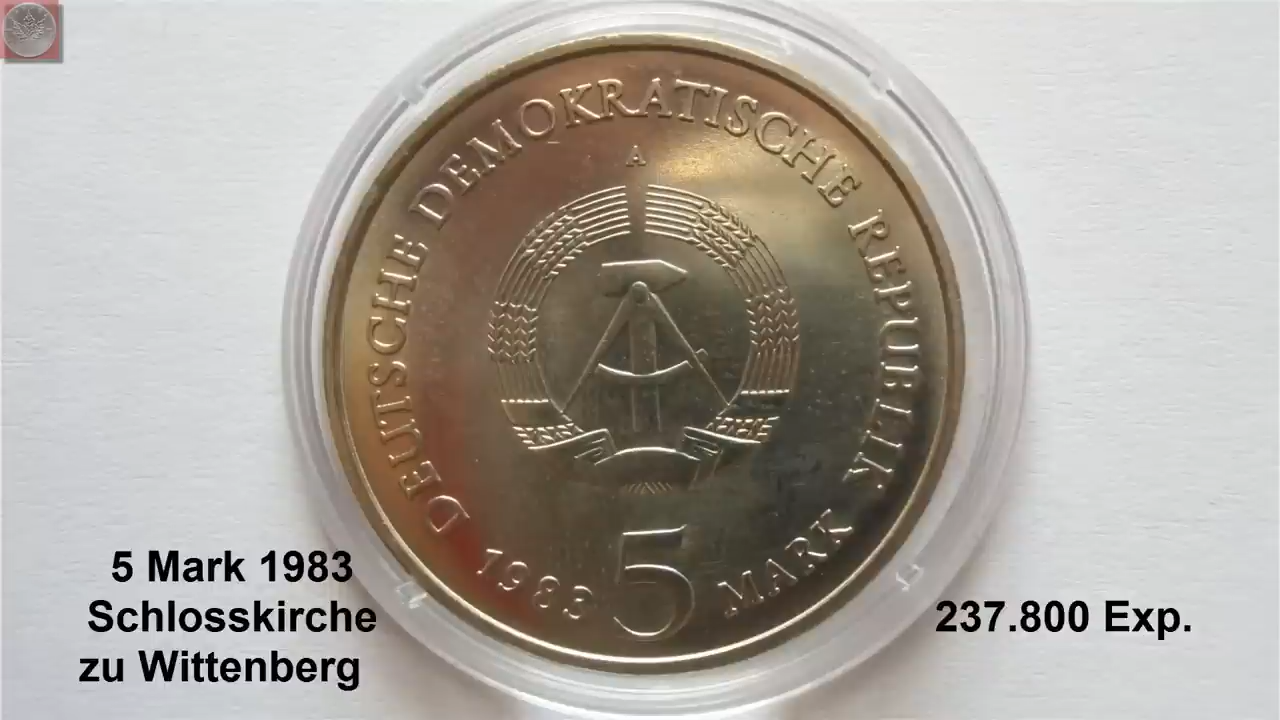 DEUTSCHE DEMOKRATISCHE REPUBLIK
A
1983 5 MARK
5 Mark 1983
Schlosskirche
zu Wittenberg
237.800 Exp.